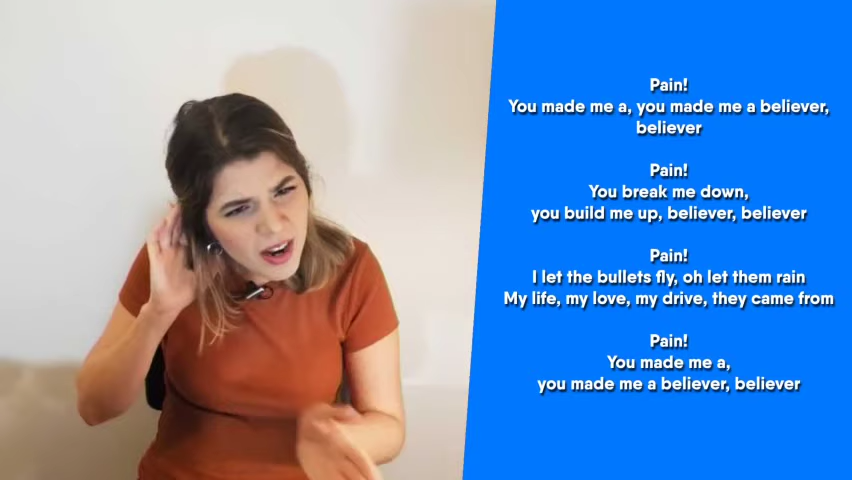 Pain!
You made me a, you made me a believer,
believer
Pain!
You break me down,
you build me up, believer, believer
Pain!
I let the bullets fly, oh let them rain
My life, my love, my drive, they came from
Pain!
You made me a,
you made me a believer, believer